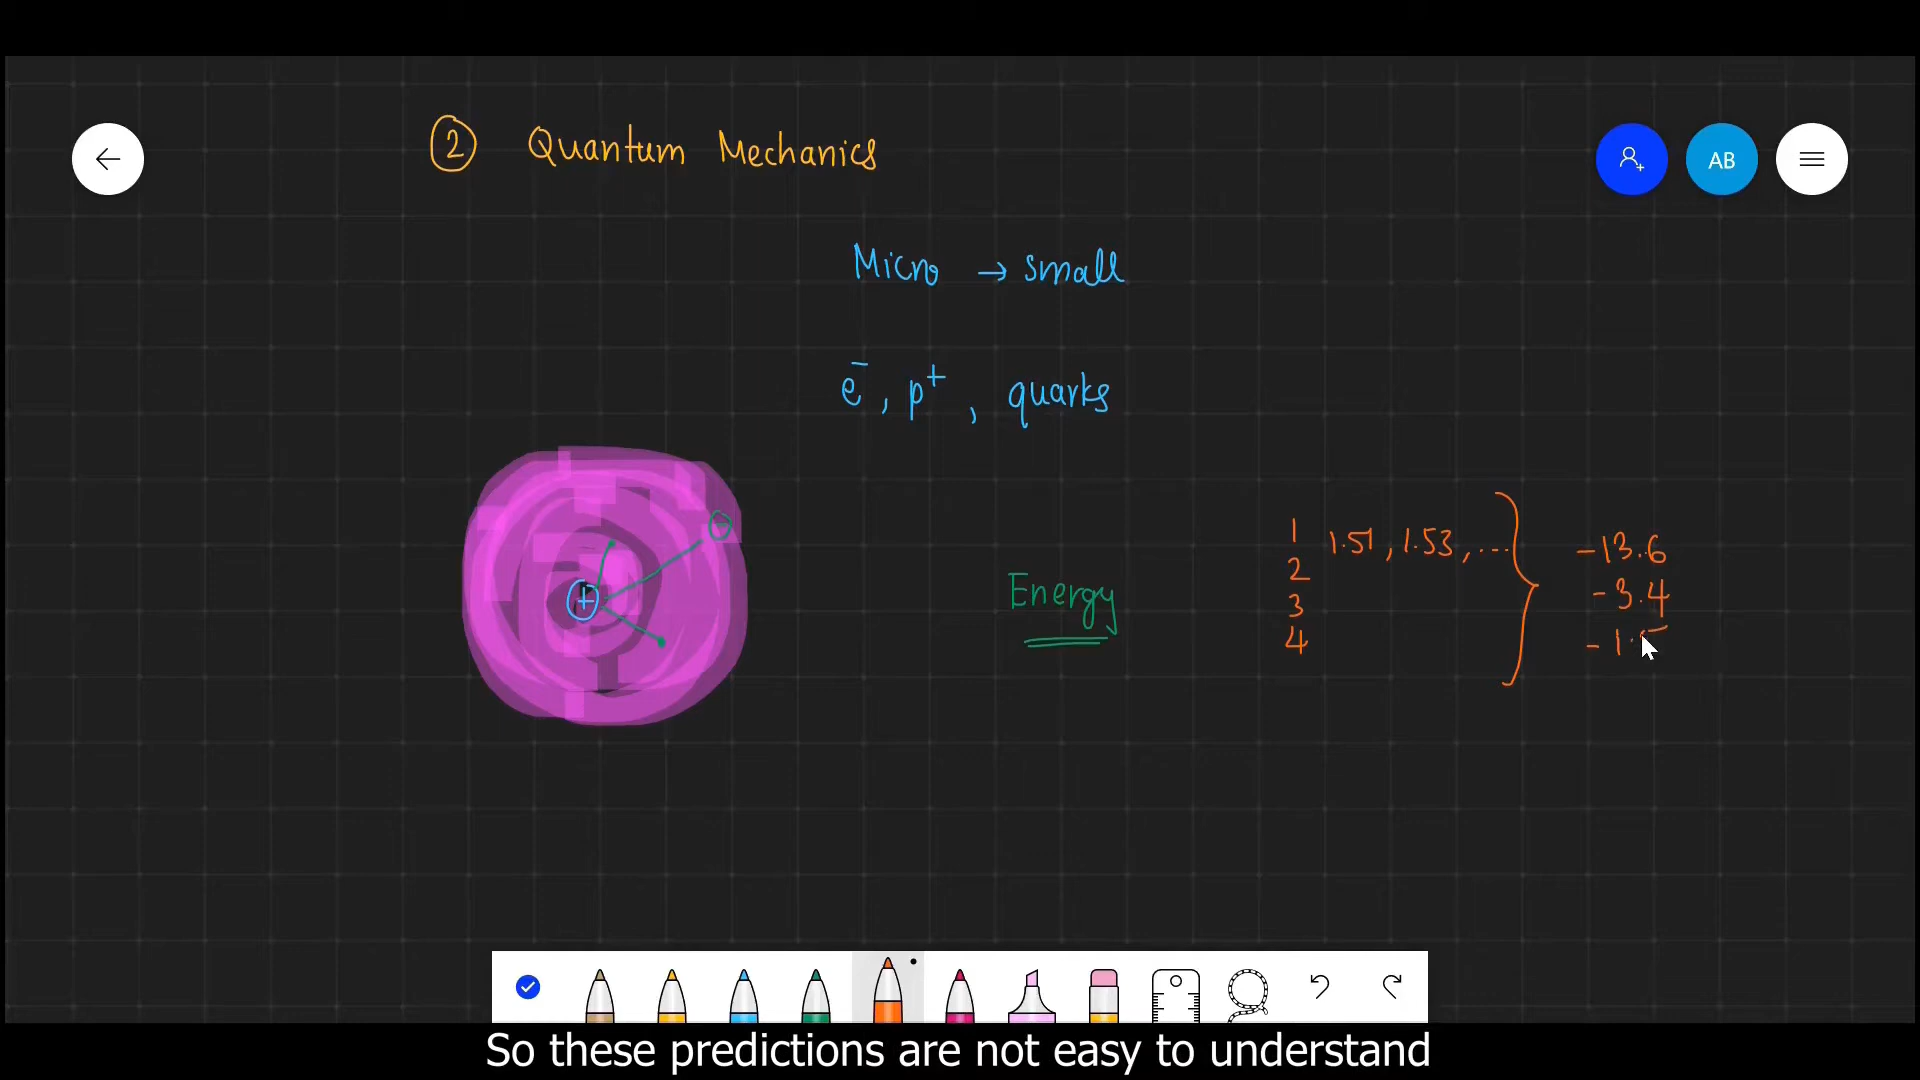 ② Quantum Mechanics
AB
Micro → small
e⁻, p⁺, quarks
1 1.51, 1.53, ...
2
3
4
-13.6
-3.4
Energy
+
So these predictions are not easy to understand